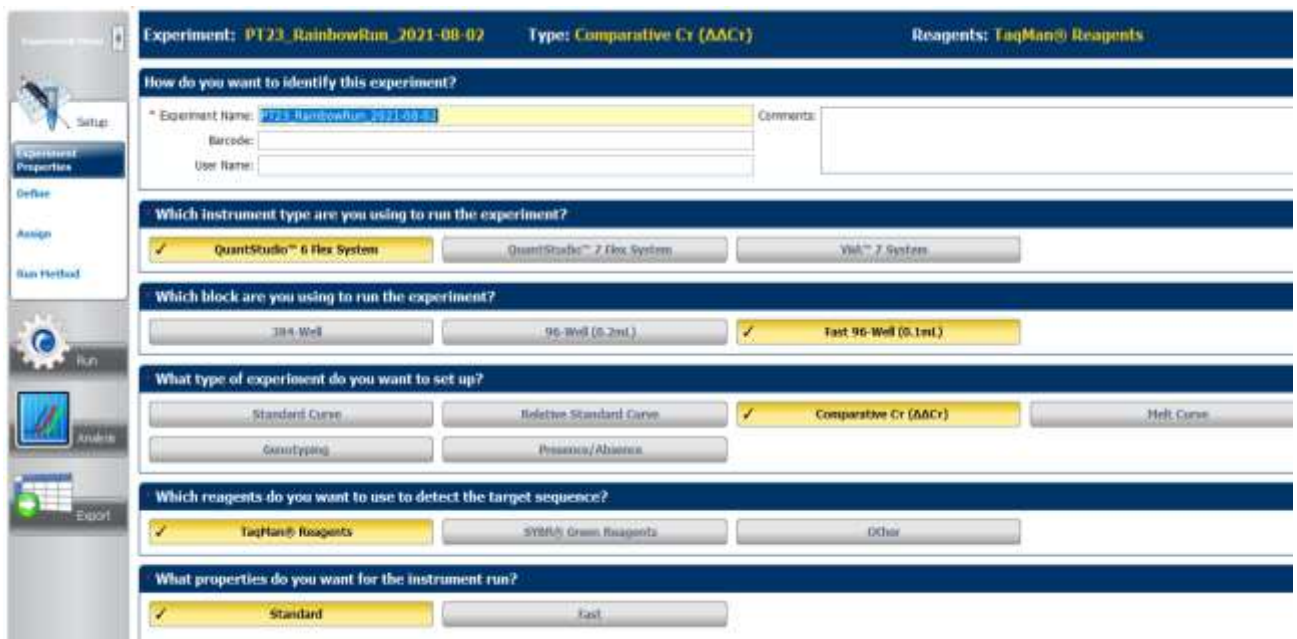 Experiment: PT23_RainbowRun_2021-08-02 Type: Comparative Cт (ΔΔCт) Reagents: TaqMan® Reagents
How do you want to identify this experiment?
* Experiment Name: PT23_RainbowRun_2021-08-02 Comments:
Barcode:
User Name:
Setup
Experiment Properties
Define
Assign
Run Method
Run
Analysis
Export
Which instrument type are you using to run the experiment?
✓ QuantStudio™ 6 Flex System QuantStudio™ 7 Flex System ViiA™ 7 System
Which block are you using to run the experiment?
384-Well 96-Well (0.2mL) ✓ Fast 96-Well (0.1mL)
What type of experiment do you want to set up?
Standard Curve Relative Standard Curve ✓ Comparative Cт (ΔΔCт) Melt Curve
Genotyping Presence/Absence
Which reagents do you want to use to detect the target sequence?
✓ TaqMan® Reagents SYBR® Green Reagents Other
What properties do you want for the instrument run?
✓ Standard Fast